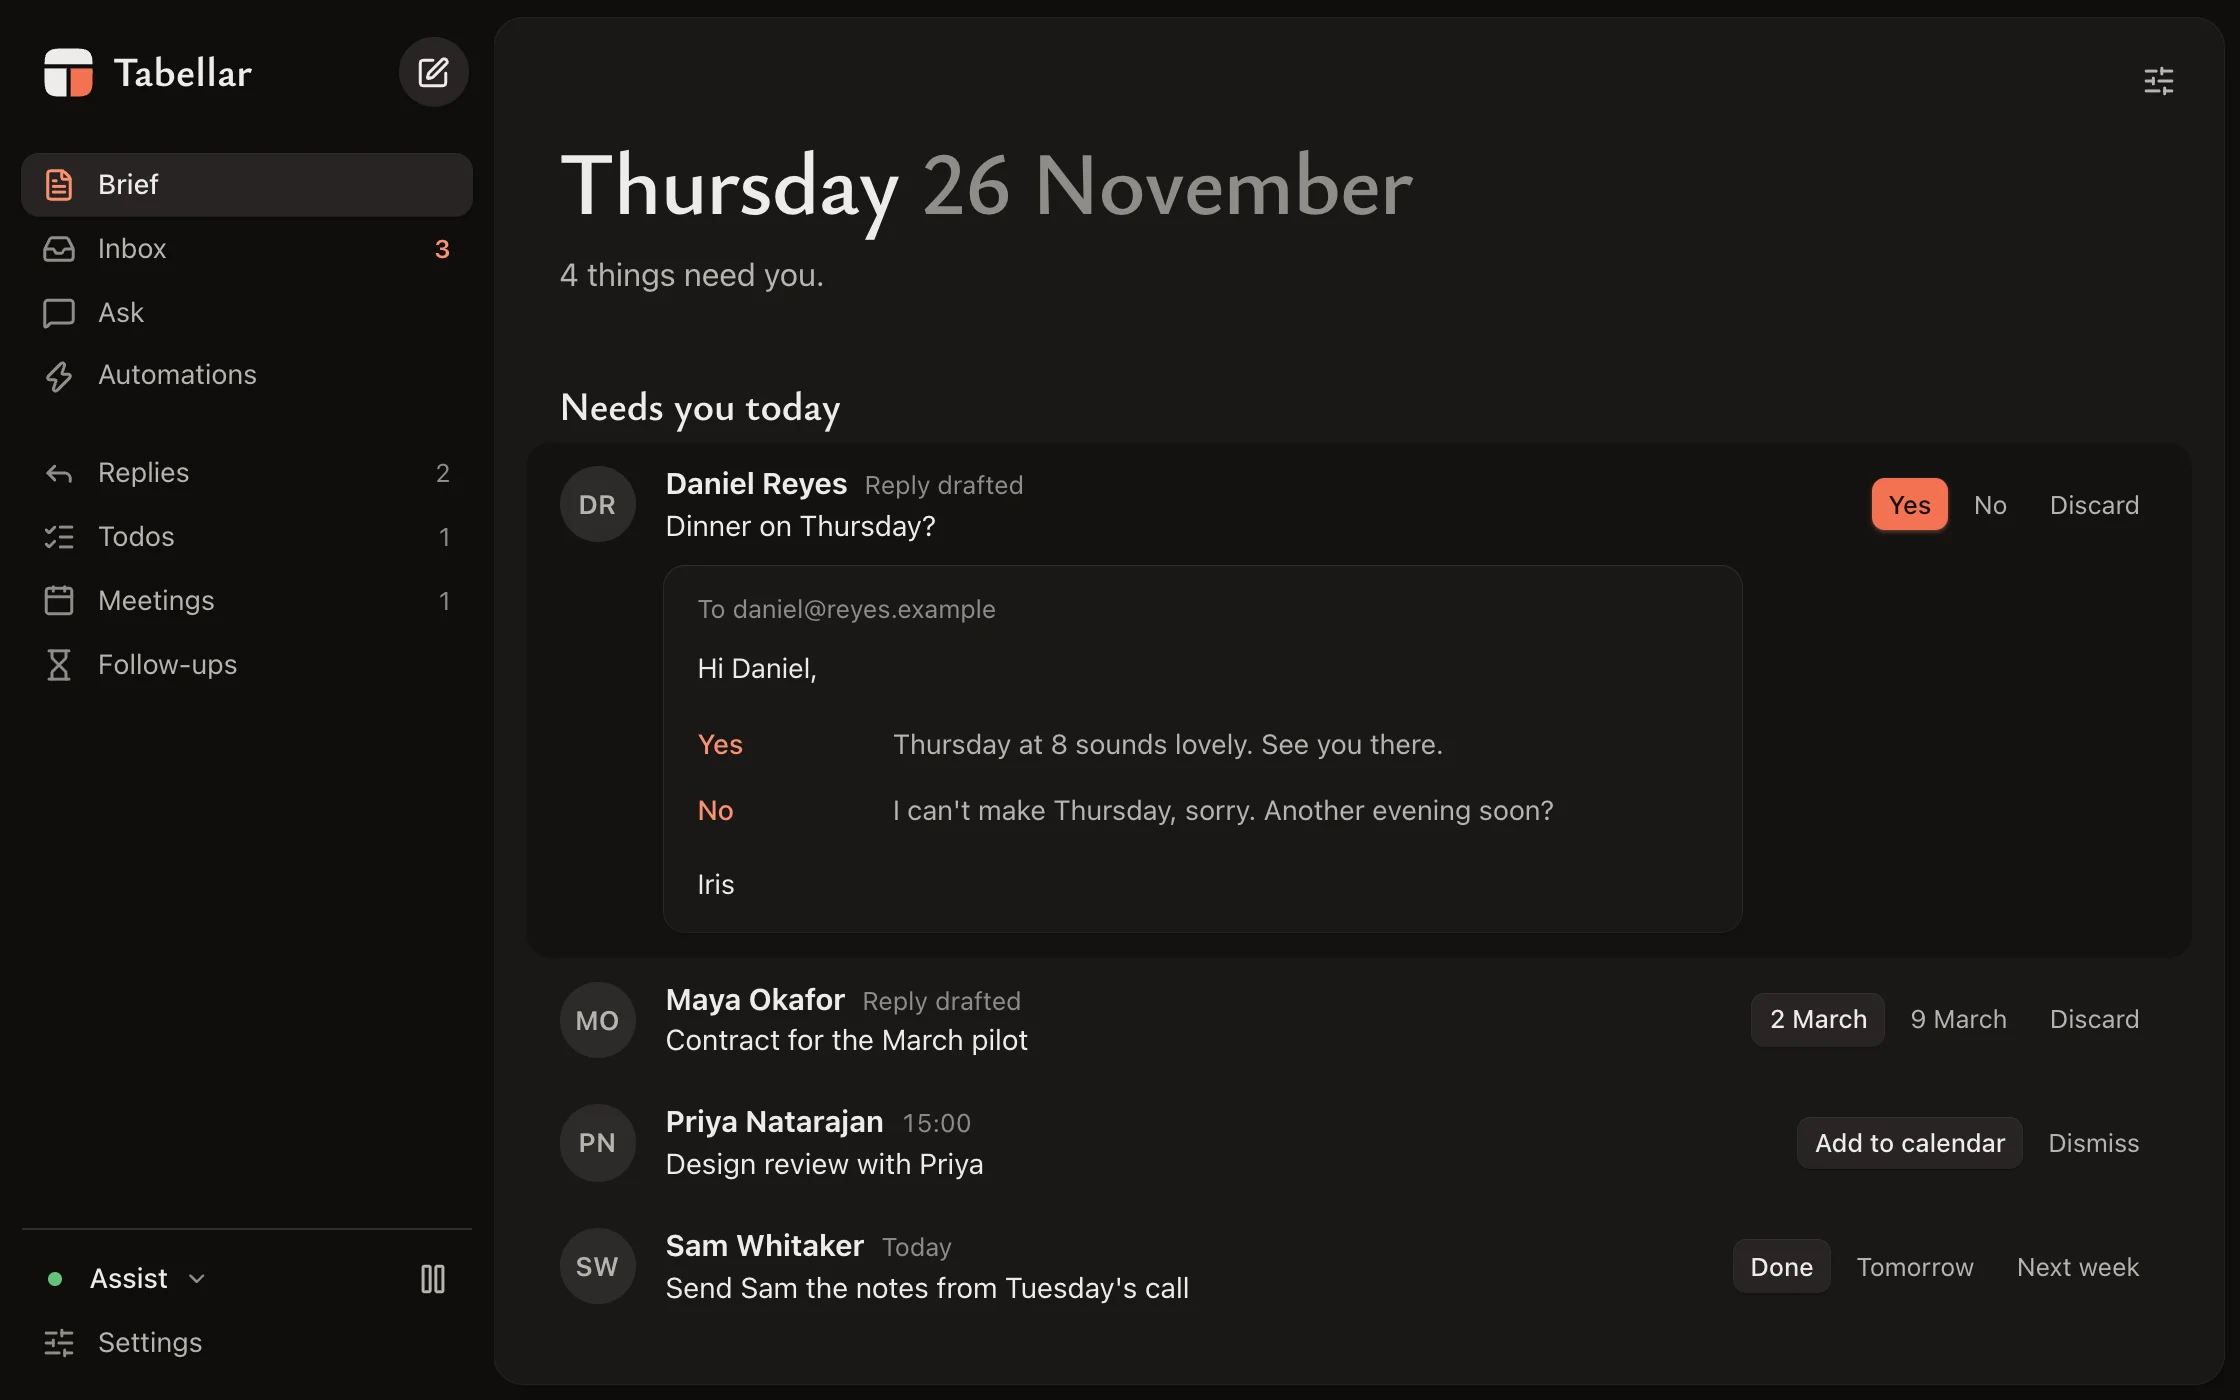 Tabellar
Brief
Inbox 3
Ask
Automations
Replies 2
Todos 1
Meetings 1
Follow-ups
Assist
Settings
Thursday 26 November
4 things need you.
Needs you today
DR
Daniel Reyes Reply drafted
Dinner on Thursday?
Yes No Discard
To daniel@reyes.example
Hi Daniel,
Yes Thursday at 8 sounds lovely. See you there.
No I can't make Thursday, sorry. Another evening soon?
Iris
MO
Maya Okafor Reply drafted
Contract for the March pilot
2 March 9 March Discard
PN
Priya Natarajan 15:00
Design review with Priya
Add to calendar Dismiss
SW
Sam Whitaker Today
Send Sam the notes from Tuesday's call
Done Tomorrow Next week